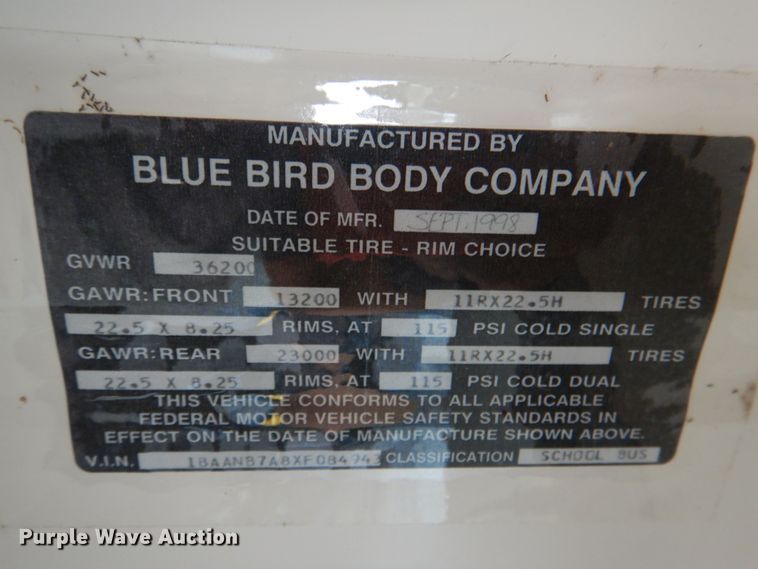 MANUFACTURED BY
BLUE BIRD BODY COMPANY
DATE OF MFR. SEPT. 1998
SUITABLE TIRE - RIM CHOICE
GVWR 36200
GAWR: FRONT 13200 WITH 11RX22.5H TIRES
22.5 X 8.25 RIMS, AT 115 PSI COLD SINGLE
GAWR: REAR 23000 WITH 11RX22.5H TIRES
22.5 X 8.25 RIMS, AT 115 PSI COLD DUAL
THIS VEHICLE CONFORMS TO ALL APPLICABLE
FEDERAL MOTOR VEHICLE SAFETY STANDARDS IN
EFFECT ON THE DATE OF MANUFACTURE SHOWN ABOVE.
V.I.N. CLASSIFICATION SCHOOL BUS
Purple Wave Auction
Purple Wave Auction